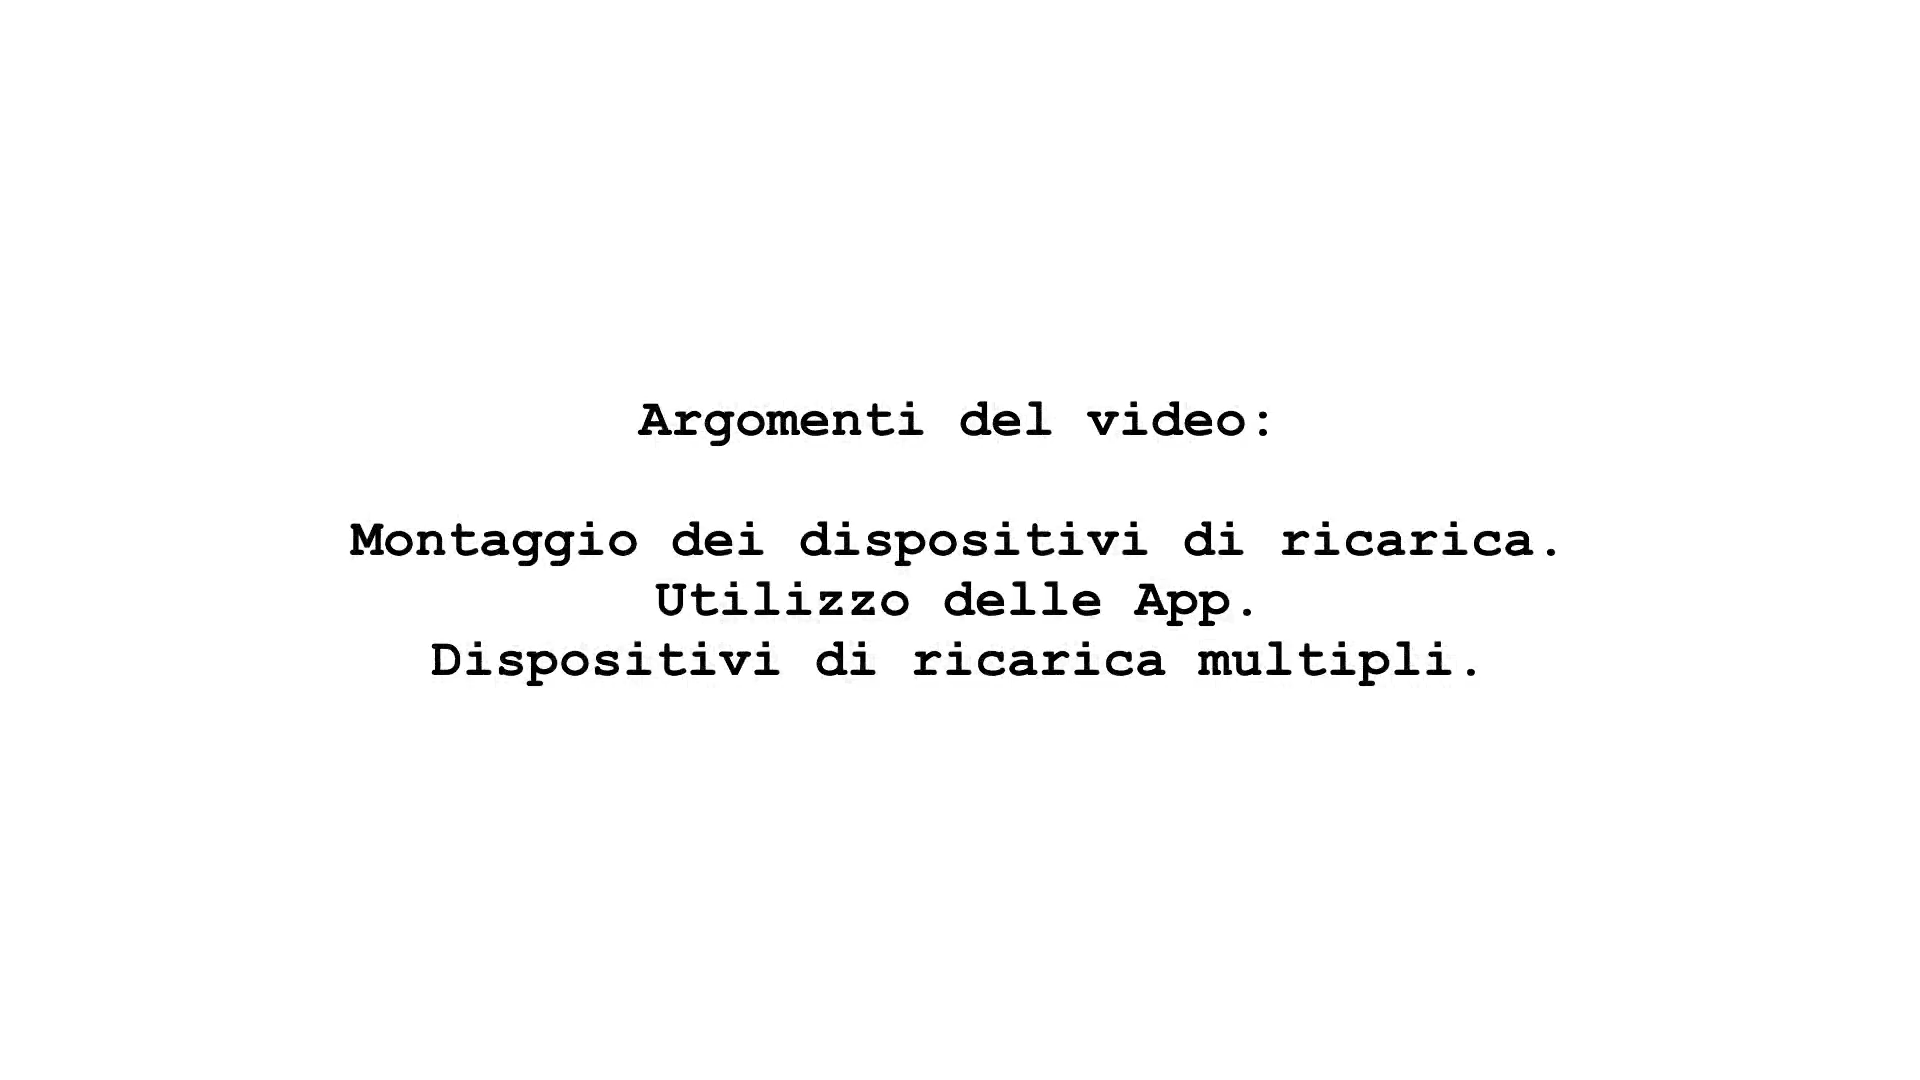 Argomenti del video:
Montaggio dei dispositivi di ricarica.
Utilizzo delle App.
Dispositivi di ricarica multipli.